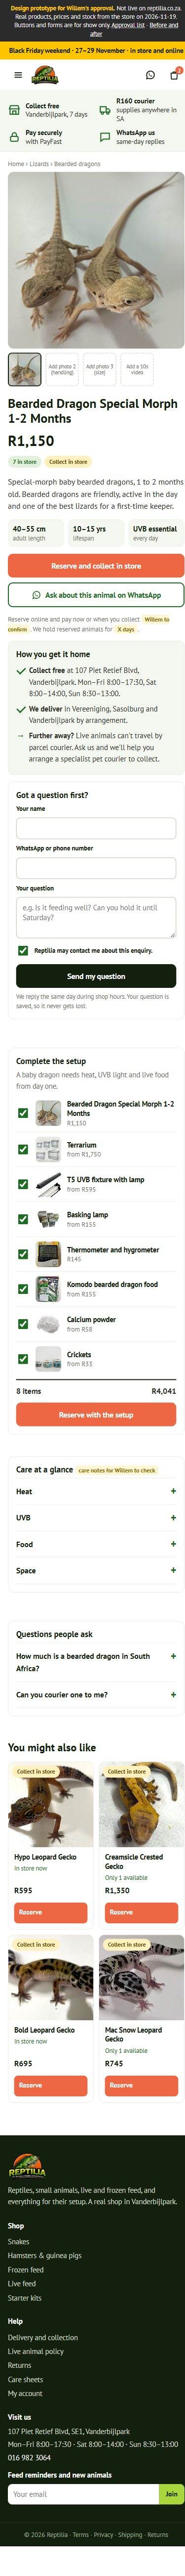 Design prototype for Willem's approval. Not live on reptilia.co.za.
Real products, prices and stock from the store on 2026-11-19.
Buttons and forms are for show only. Approval list · Before and
after
Black Friday weekend · 27–29 November · in store and online
REPTILIA
Collect free
Vanderbijlpark, 7 days
R160 courier
supplies anywhere in
SA
Pay securely
with PayFast
WhatsApp us
same-day replies
Home › Lizards › Bearded dragons
Add photo 2
(handling)
Add photo 3
(size)
Add a 10s
video
Bearded Dragon Special Morph
1-2 Months
R1,150
7 in store
Collect in store
Special-morph baby bearded dragons, 1 to 2 months
old. Bearded dragons are friendly, active in the day
and one of the best lizards for a first-time keeper.
40–55 cm
adult length
10–15 yrs
lifespan
UVB essential
every day
Reserve and collect in store
Ask about this animal on WhatsApp
Reserve online and pay now or when you collect Willem to
confirm. We hold reserved animals for X days.
How you get it home
Collect free at 107 Piet Retief Blvd,
Vanderbijlpark. Mon–Fri 8:00–17:30, Sat
8:00–14:00, Sun 8:30–13:00.
We deliver in Vereeniging, Sasolburg and
Vanderbijlpark by arrangement.
→ Further away? Live animals can't travel by
parcel courier. Ask us and we'll help you
arrange a specialist pet courier to collect.
Got a question first?
Your name
WhatsApp or phone number
Your question
e.g. Is it feeding well? Can you hold it until
Saturday?
Reptilia may contact me about this enquiry.
Send my question
We reply the same day during shop hours. Your question is
saved, so it never gets lost.
Complete the setup
A baby dragon needs heat, UVB light and live food
from day one.
Bearded Dragon Special Morph 1-2
Months
R1,150
Terrarium
from R1,750
T5 UVB fixture with lamp
from R595
Basking lamp
from R155
Thermometer and hygrometer
R145
Komodo bearded dragon food
from R155
Calcium powder
from R58
Crickets
from R33
8 items R4,041
Reserve with the setup
Care at a glance care notes for Willem to check
Heat +
UVB +
Food +
Space +
Questions people ask
How much is a bearded dragon in South
Africa? +
Can you courier one to me? +
You might also like
Collect in store
Hypo Leopard Gecko
In store now
R595
Reserve
Collect in store
Creamsicle Crested
Gecko
Only 1 available
R1,350
Reserve
Collect in store
Bold Leopard Gecko
In store now
R695
Reserve
Collect in store
Mac Snow Leopard
Gecko
Only 1 available
R745
Reserve
REPTILIA
Reptiles, small animals, live and frozen feed, and
everything for their setup. A real shop in Vanderbijlpark.
Shop
Snakes
Hamsters & guinea pigs
Frozen feed
Live feed
Starter kits
Help
Delivery and collection
Live animal policy
Returns
Care sheets
My account
Visit us
107 Piet Retief Blvd, SE1, Vanderbijlpark
Mon–Fri 8:00–17:30 · Sat 8:00–14:00 · Sun 8:30–13:00
016 982 3064
Feed reminders and new animals
Your email Join
© 2026 Reptilia · Terms · Privacy · Shipping · Returns